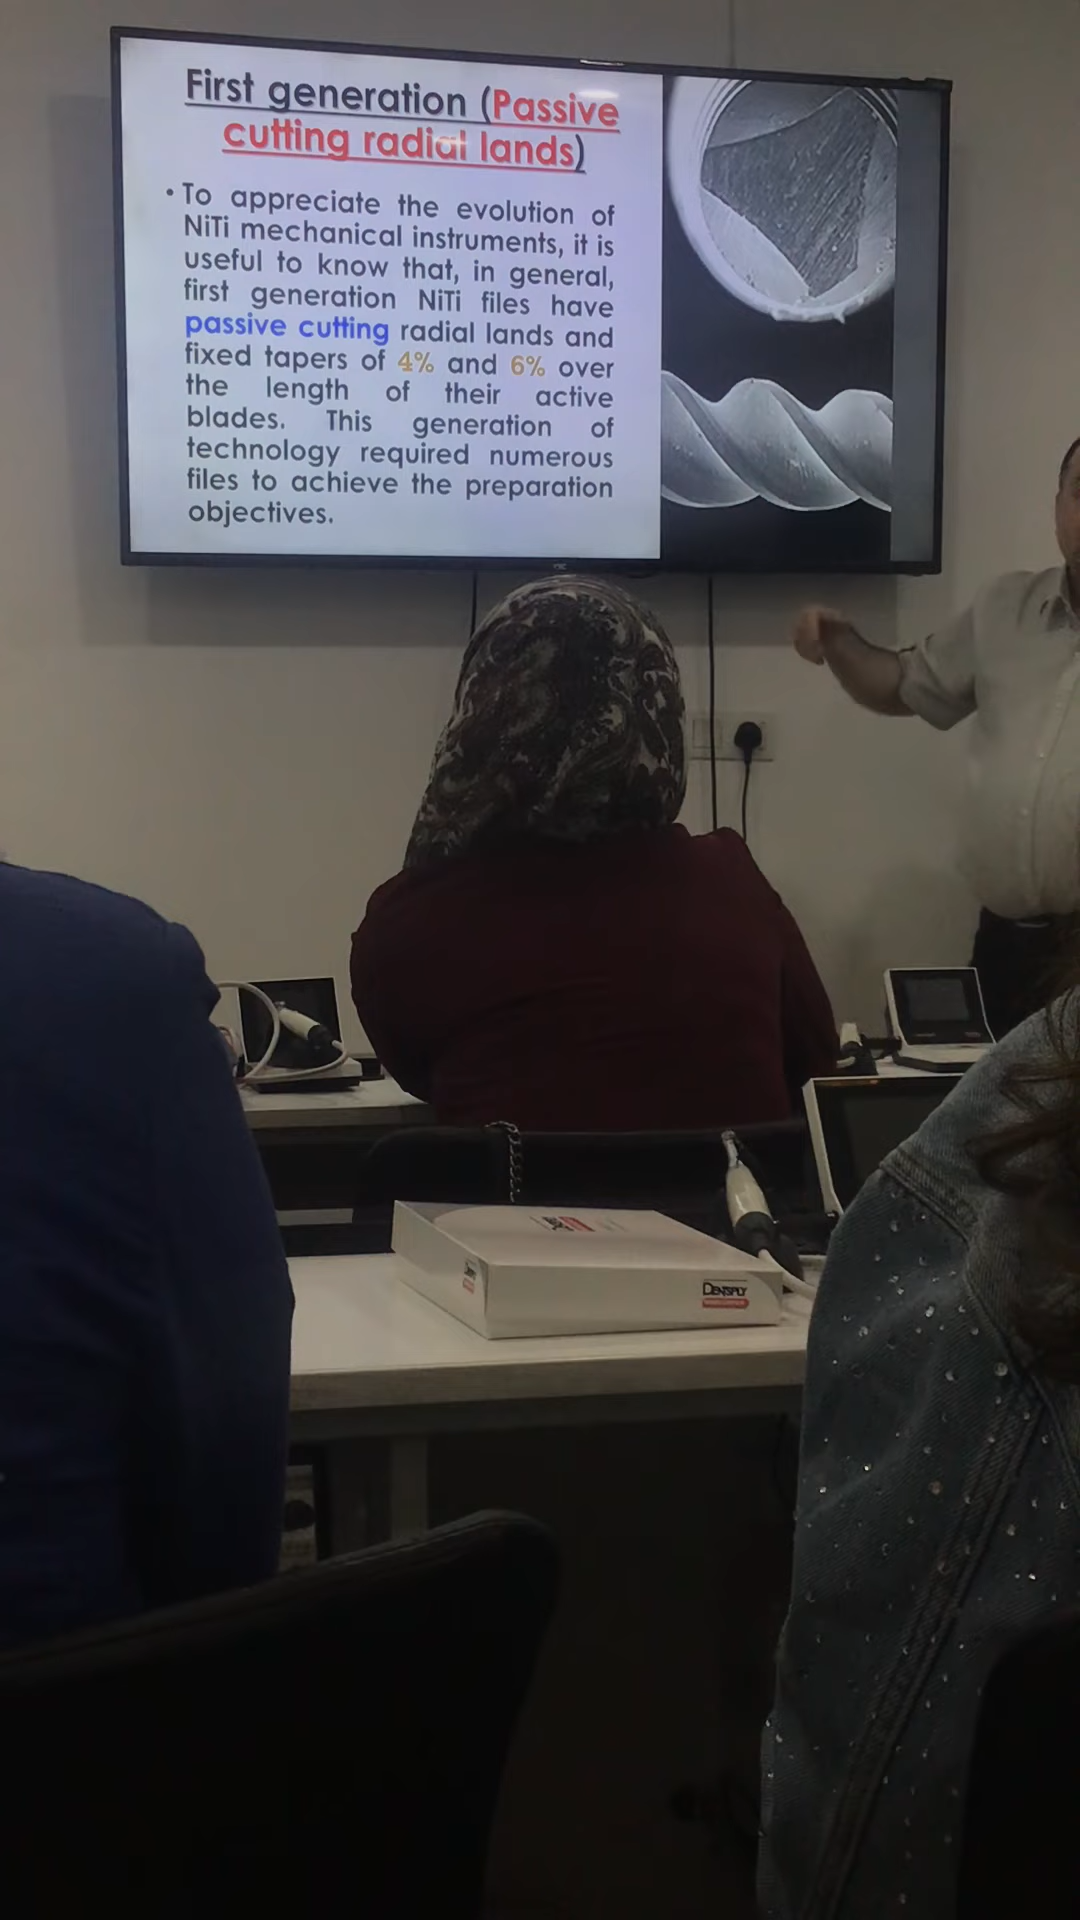 First generation (Passive
cutting radial lands)
• To appreciate the evolution of
NiTi mechanical instruments, it is
useful to know that, in general,
first generation NiTi files have
passive cutting radial lands and
fixed tapers of 4% and 6% over
the length of their active
blades. This generation of
technology required numerous
files to achieve the preparation
objectives.
DENTSPLY